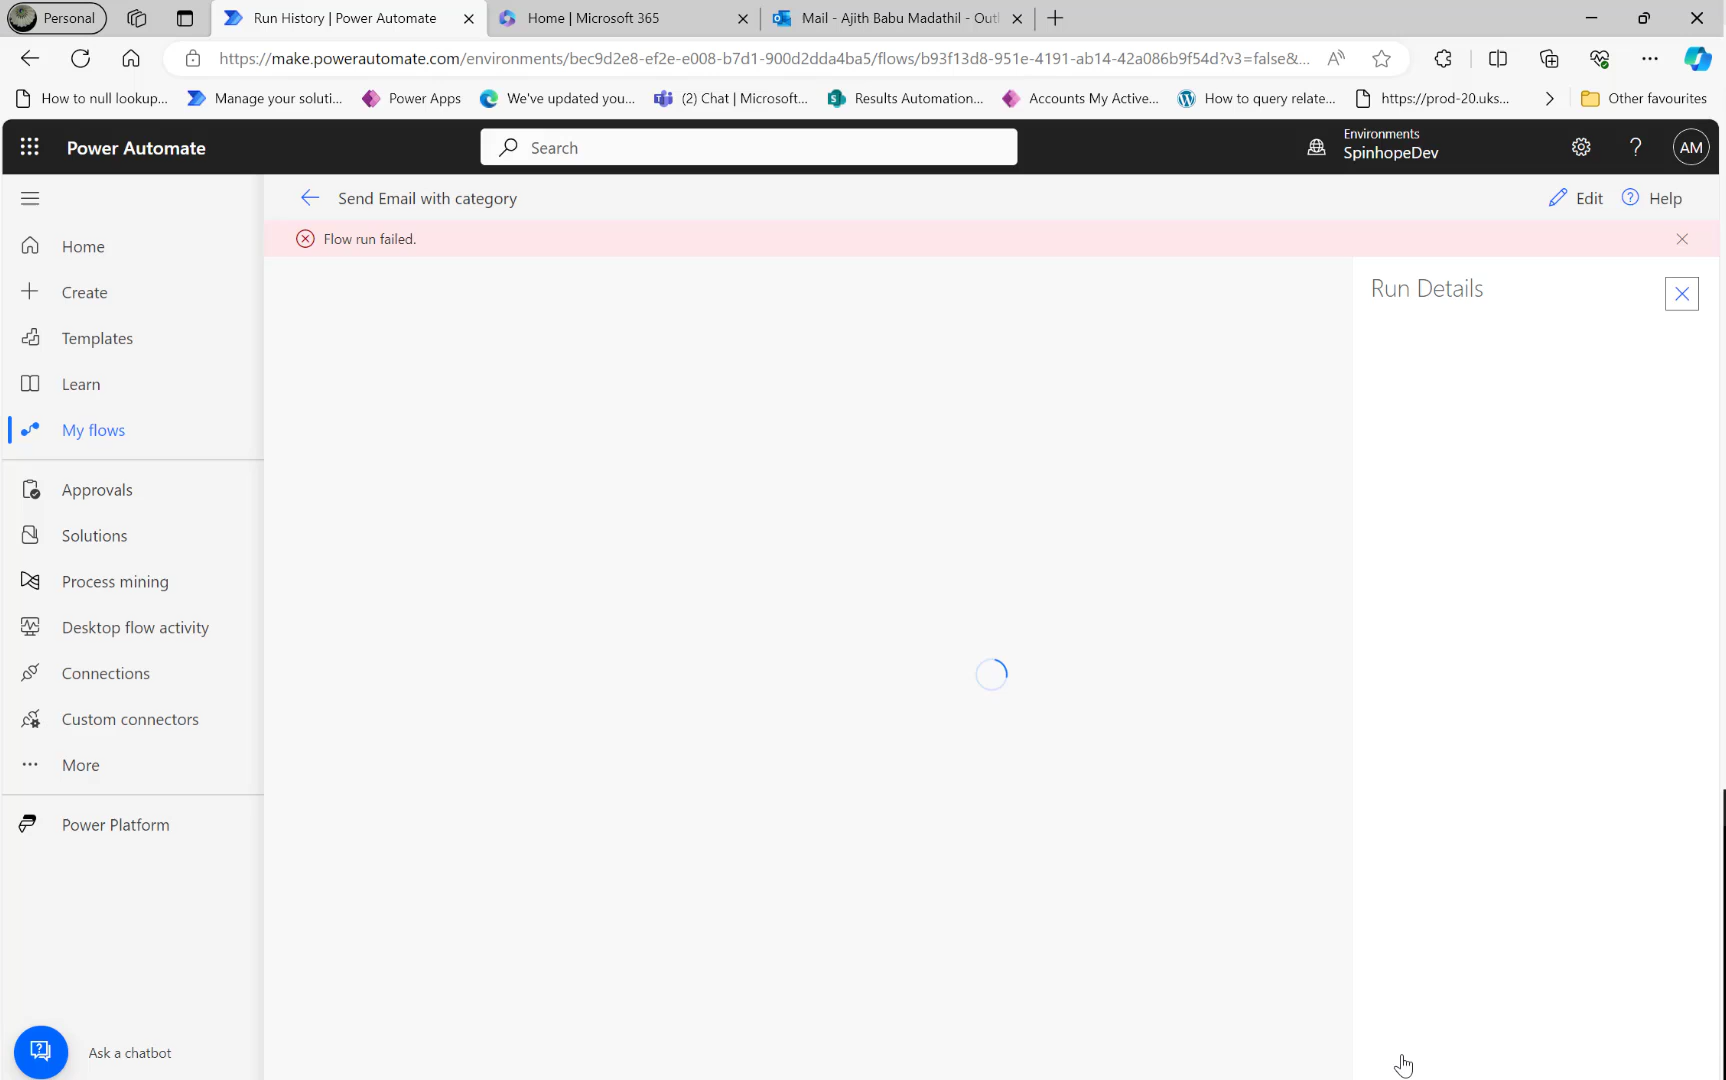 Personal
Run History | Power Automate
Home | Microsoft 365
Mail - Ajith Babu Madathil - Outl
https://make.powerautomate.com/environments/bec9d2e8-ef2e-e008-b7d1-900d2dda4ba5/flows/b93f13d8-951e-4191-ab14-42a086b9f54d?v3=false&...
How to null lookup...
Manage your soluti...
Power Apps
We've updated you...
(2) Chat | Microsoft...
Results Automation...
Accounts My Active...
How to query relate...
https://prod-20.uks...
Other favourites
Power Automate
Search
Environments
SpinhopeDev
AM
Send Email with category
Edit
Help
Flow run failed.
Run Details
Home
Create
Templates
Learn
My flows
Approvals
Solutions
Process mining
Desktop flow activity
Connections
Custom connectors
More
Power Platform
Ask a chatbot